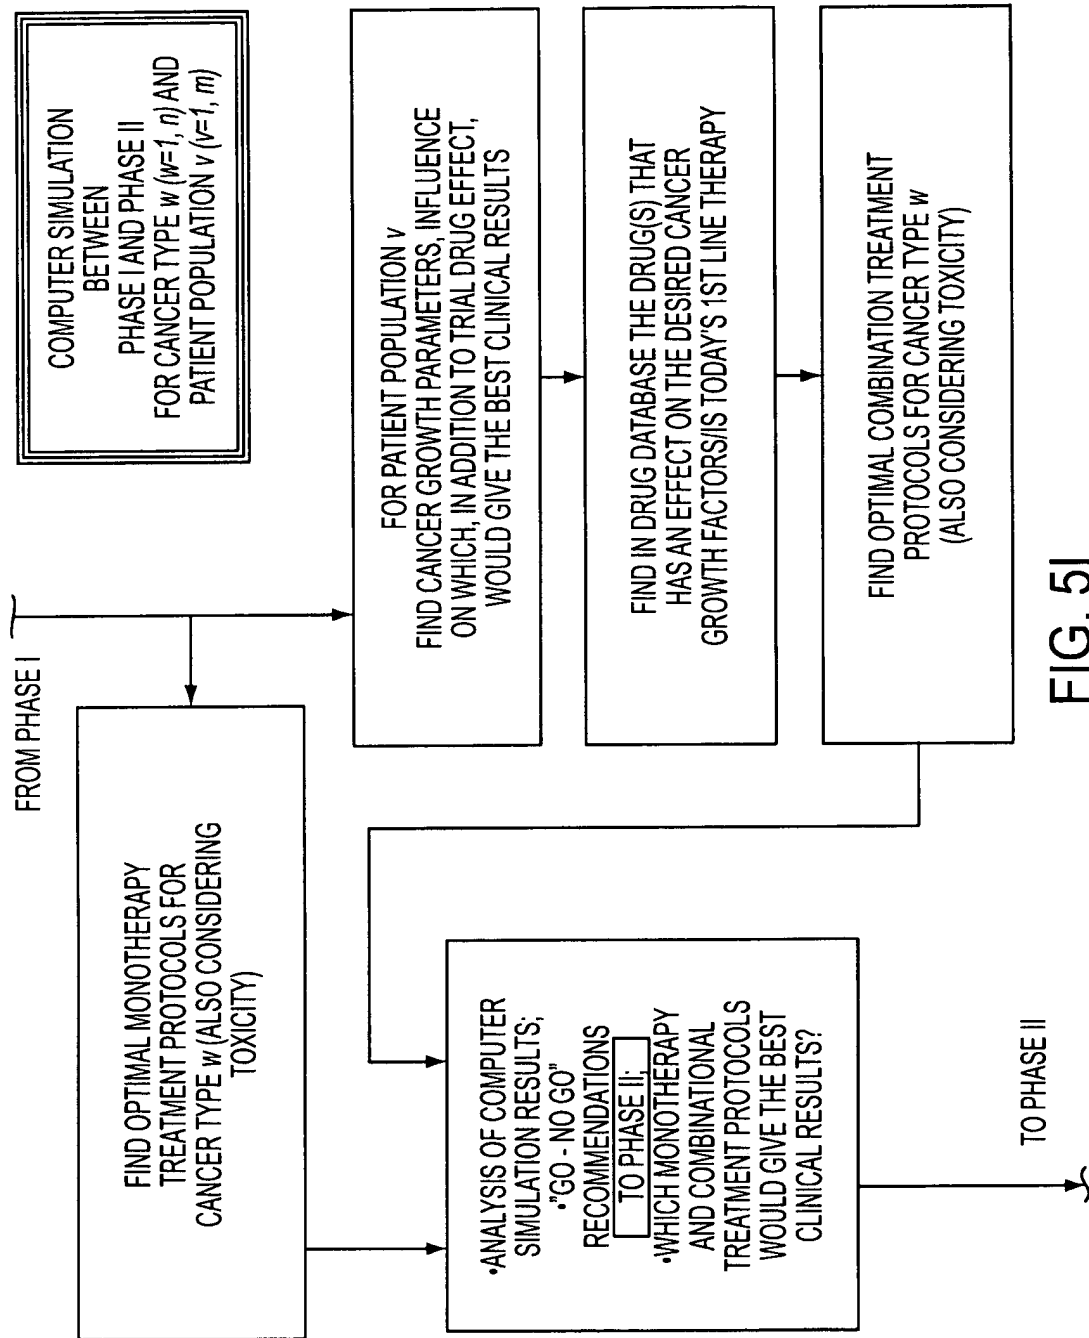 COMPUTER SIMULATION
BETWEEN
PHASE I AND PHASE II
FOR CANCER TYPE w (w=1, n) AND
PATIENT POPULATION v (v=1, m)
FROM PHASE I
FIND OPTIMAL MONOTHERAPY
TREATMENT PROTOCOLS FOR
CANCER TYPE w (ALSO CONSIDERING
TOXICITY)
FOR PATIENT POPULATION v
FIND CANCER GROWTH PARAMETERS, INFLUENCE
ON WHICH, IN ADDITION TO TRIAL DRUG EFFECT,
WOULD GIVE THE BEST CLINICAL RESULTS
FIND IN DRUG DATABASE THE DRUG(S) THAT
HAS AN EFFECT ON THE DESIRED CANCER
GROWTH FACTORS/IS TODAY'S 1ST LINE THERAPY
FIND OPTIMAL COMBINATION TREATMENT
PROTOCOLS FOR CANCER TYPE w
(ALSO CONSIDERING TOXICITY)
•ANALYSIS OF COMPUTER
SIMULATION RESULTS;
•"GO - NO GO"
RECOMMENDATIONS
TO PHASE II;
•WHICH MONOTHERAPY
AND COMBINATIONAL
TREATMENT PROTOCOLS
WOULD GIVE THE BEST
CLINICAL RESULTS?
TO PHASE II
FIG. 5I